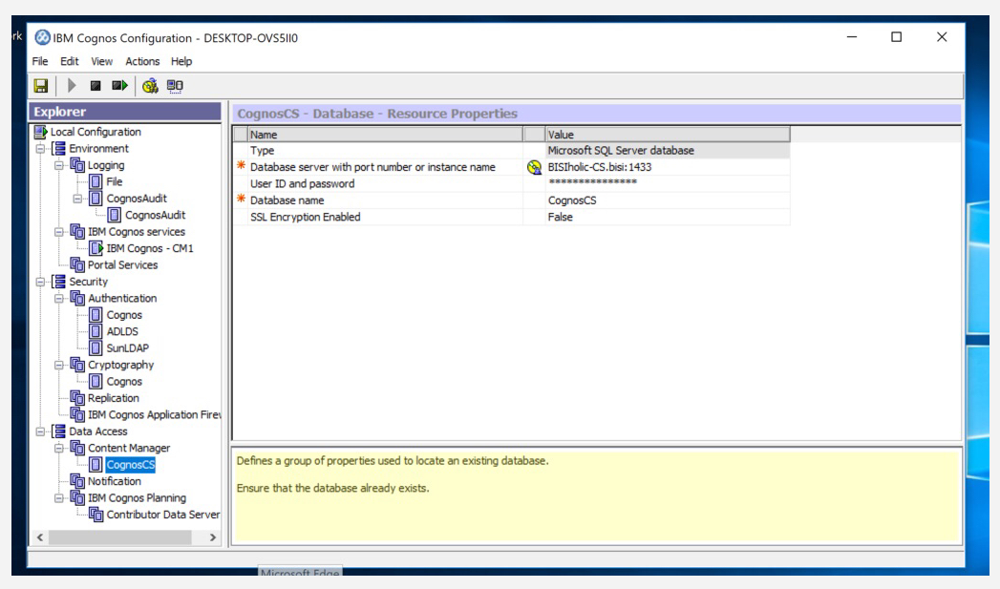 rk
IBM Cognos Configuration - DESKTOP-OVS5II0
File Edit View Actions Help
Explorer
Local Configuration
Environment
Logging
File
CognosAudit
CognosAudit
IBM Cognos services
IBM Cognos - CM1
Portal Services
Security
Authentication
Cognos
ADLDS
SunLDAP
Cryptography
Cognos
Replication
IBM Cognos Application Firew
Data Access
Content Manager
CognosCS
Notification
IBM Cognos Planning
Contributor Data Server
CognosCS - Database - Resource Properties
Name Value
Type Microsoft SQL Server database
* Database server with port number or instance name BISIholic-CS.bisi:1433
User ID and password ***************
* Database name CognosCS
SSL Encryption Enabled False
Defines a group of properties used to locate an existing database.
Ensure that the database already exists.
Microsoft Edge